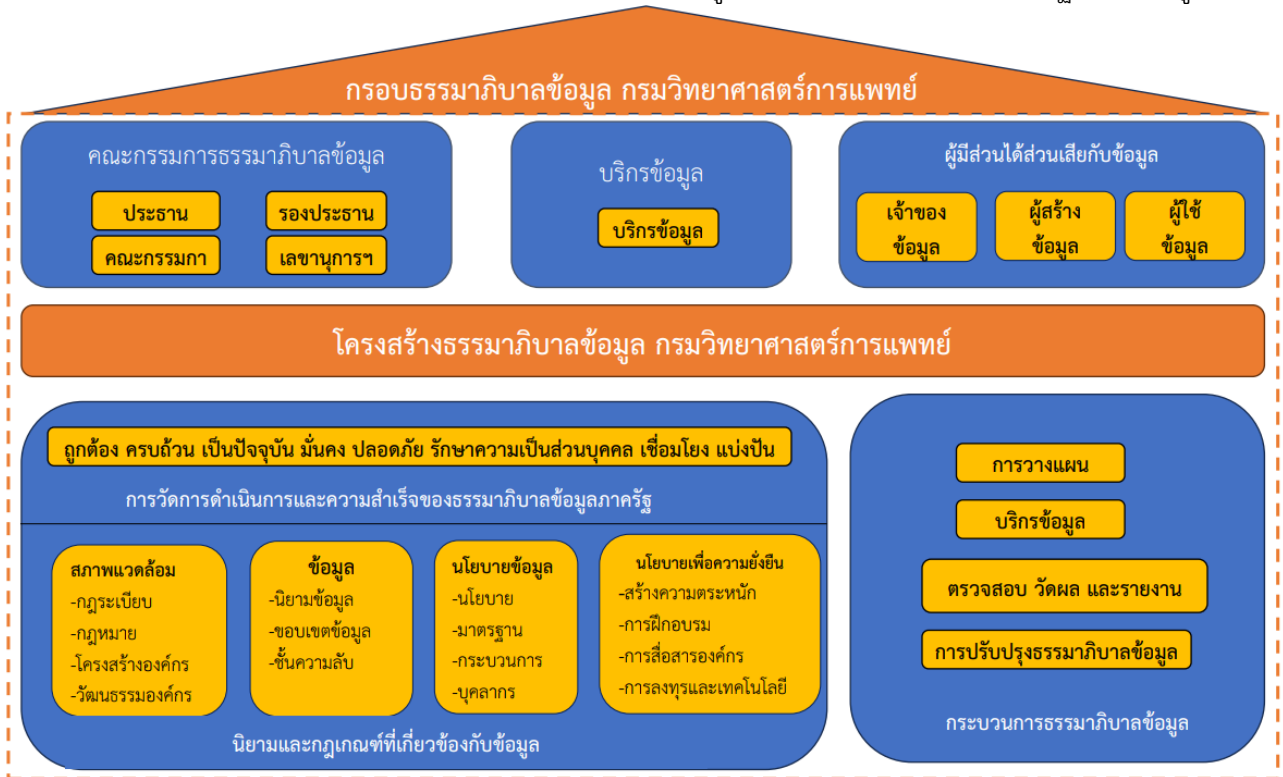 กรอบธรรมาภิบาลข้อมูล กรมวิทยาศาสตร์การแพทย์
คณะกรรมการธรรมาภิบาลข้อมูล
ประธาน
รองประธาน
คณะกรรมกา
เลขานุการฯ
บริกรข้อมูล
บริกรข้อมูล
ผู้มีส่วนได้ส่วนเสียกับข้อมูล
เจ้าของ
ข้อมูล
ผู้สร้าง
ข้อมูล
ผู้ใช้
ข้อมูล
โครงสร้างธรรมาภิบาลข้อมูล กรมวิทยาศาสตร์การแพทย์
ถูกต้อง ครบถ้วน เป็นปัจจุบัน มั่นคง ปลอดภัย รักษาความเป็นส่วนบุคคล เชื่อมโยง แบ่งปัน
การวัดการดำเนินการและความสำเร็จของธรรมาภิบาลข้อมูลภาครัฐ
สภาพแวดล้อม
-กฎระเบียบ
-กฎหมาย
-โครงสร้างองค์กร
-วัฒนธรรมองค์กร
ข้อมูล
-นิยามข้อมูล
-ขอบเขตข้อมูล
-ชั้นความลับ
นโยบายข้อมูล
-นโยบาย
-มาตรฐาน
-กระบวนการ
-บุคลากร
นโยบายเพื่อความยั่งยืน
-สร้างความตระหนัก
-การฝึกอบรม
-การสื่อสารองค์กร
-การลงทุรและเทคโนโลยี
นิยามและกฎเกณฑ์ที่เกี่ยวข้องกับข้อมูล
การวางแผน
บริกรข้อมูล
ตรวจสอบ วัดผล และรายงาน
การปรับปรุงธรรมาภิบาลข้อมูล
กระบวนการธรรมาภิบาลข้อมูล